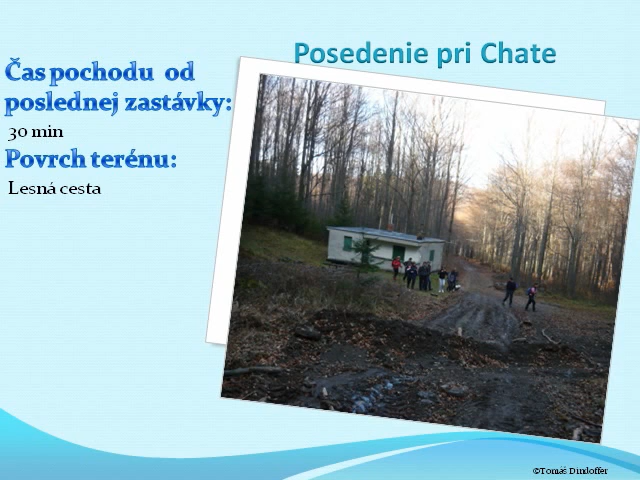 Posedenie pri Chate
Čas pochodu od
poslednej zastávky:
30 min
Povrch terénu:
Lesná cesta
©Tomáš Dindoffer